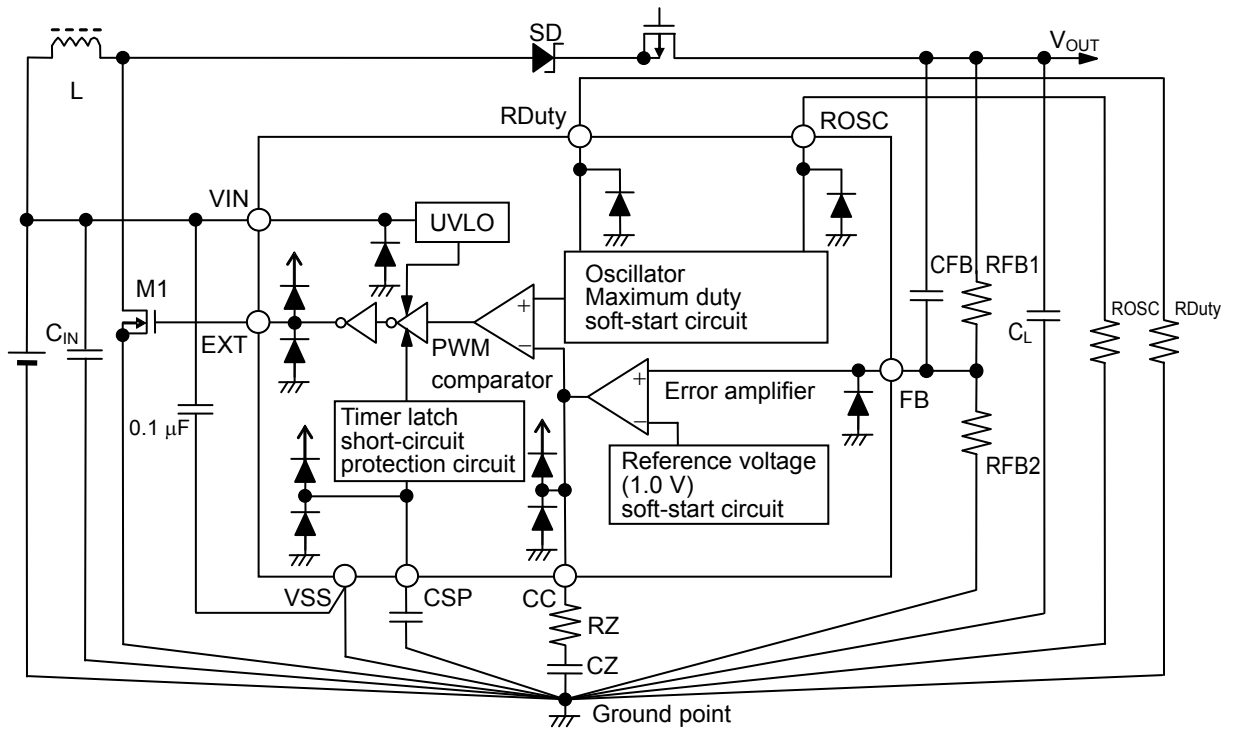 SD
VOUT
L
RDuty
ROSC
VIN
UVLO
M1
CIN
EXT
PWM
comparator
+
−
Oscillator
Maximum duty
soft-start circuit
CFB
RFB1
CL
ROSC
RDuty
0.1 μF
Timer latch
short-circuit
protection circuit
+
−
Error amplifier
FB
Reference voltage
(1.0 V)
soft-start circuit
RFB2
VSS
CSP
CC
RZ
CZ
Ground point